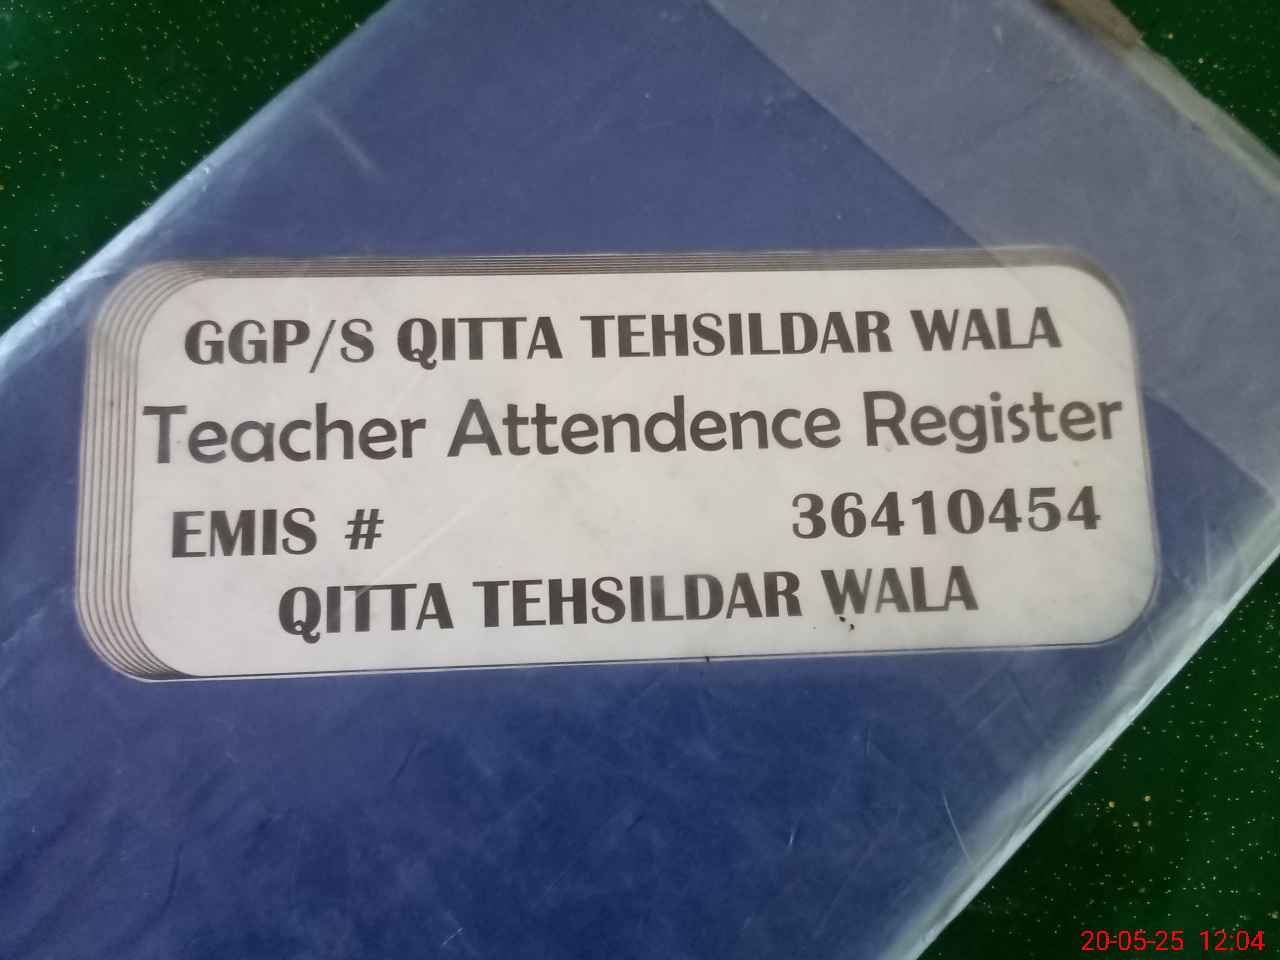 GGP/S QITTA TEHSILDAR WALA
Teacher Attendence Register
EMIS # 36410454
QITTA TEHSILDAR WALA
20-05-25 12:04